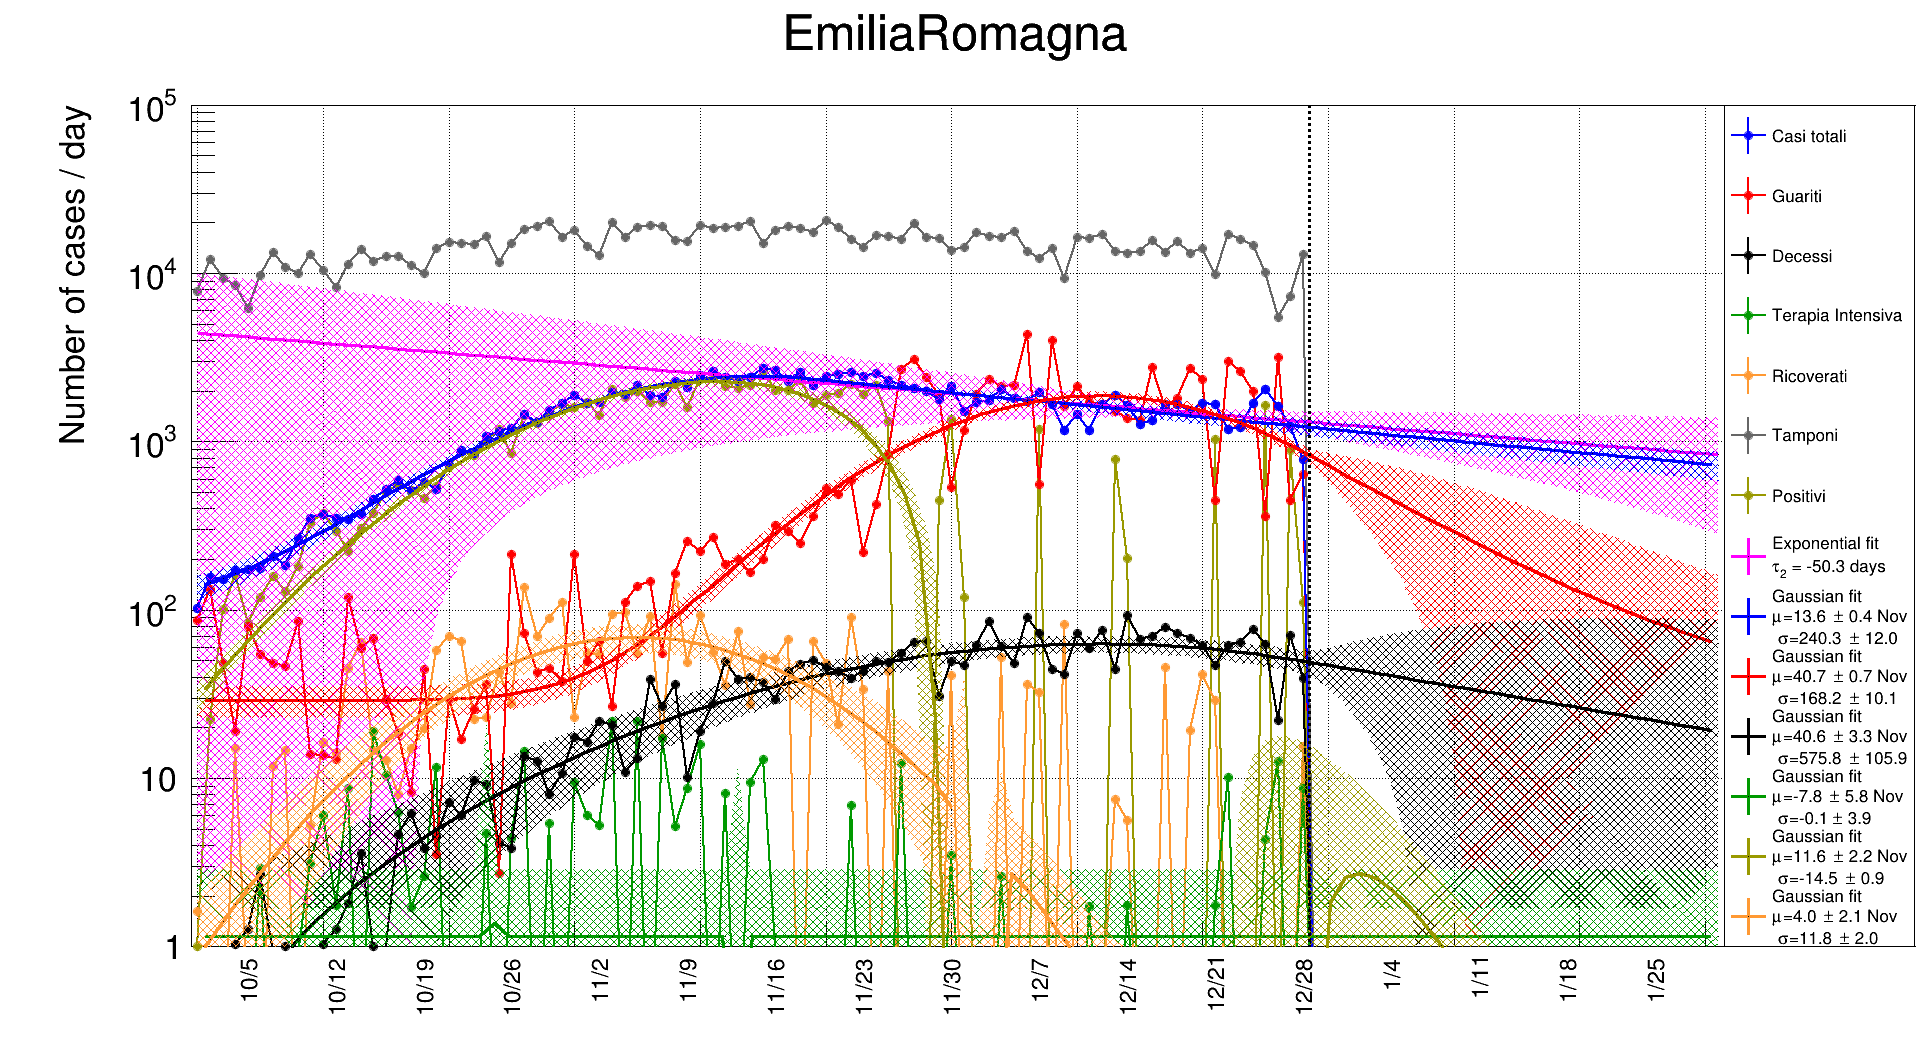 EmiliaRomagna
Number of cases / day
10^5
10^4
10^3
10^2
10
1
10/5
10/12
10/19
10/26
11/2
11/9
11/16
11/23
11/30
12/7
12/14
12/21
12/28
1/4
1/11
1/18
1/25
Casi totali
Guariti
Decessi
Terapia Intensiva
Ricoverati
Tamponi
Positivi
Exponential fit
τ₂ = -50.3 days
Gaussian fit
μ=13.6 ± 0.4 Nov
σ=240.3 ± 12.0
Gaussian fit
μ=40.7 ± 0.7 Nov
σ=168.2 ± 10.1
Gaussian fit
μ=40.6 ± 3.3 Nov
σ=575.8 ± 105.9
Gaussian fit
μ=-7.8 ± 5.8 Nov
σ=-0.1 ± 3.9
Gaussian fit
μ=11.6 ± 2.2 Nov
σ=-14.5 ± 0.9
Gaussian fit
μ=4.0 ± 2.1 Nov
σ=11.8 ± 2.0